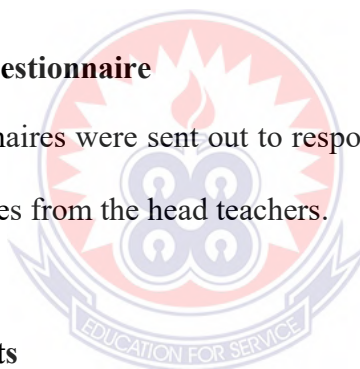 estionnaire
naires were sent out to respo
es from the head teachers.
EDUCATION FOR SERVICE
ts